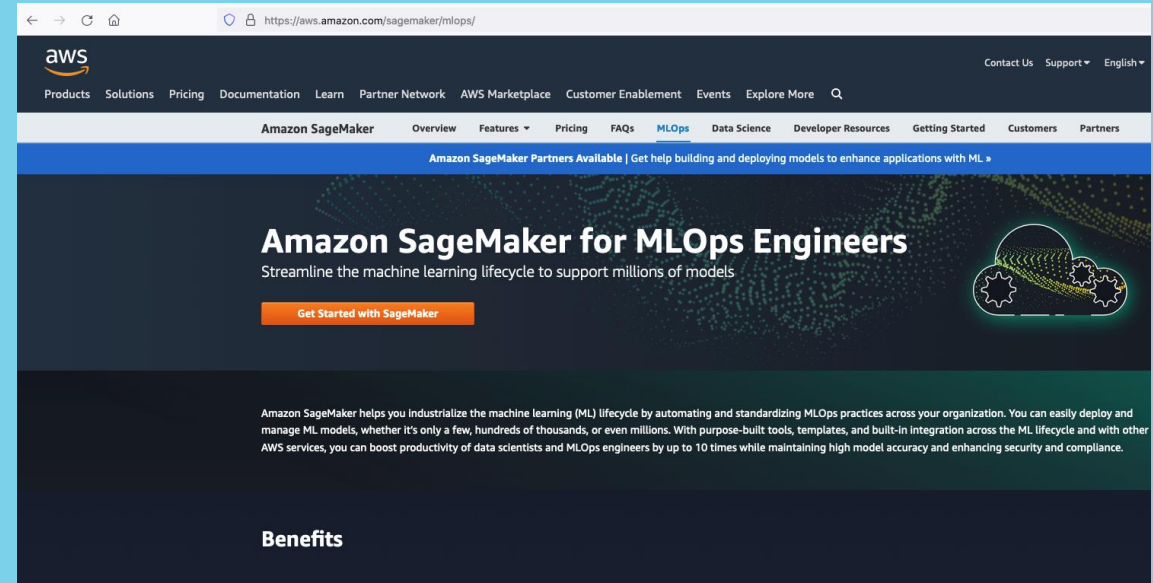 https://aws.amazon.com/sagemaker/mlops/
aws
Contact Us Support English
Products Solutions Pricing Documentation Learn Partner Network AWS Marketplace Customer Enablement Events Explore More
Amazon SageMaker Overview Features Pricing FAQs MLOps Data Science Developer Resources Getting Started Customers Partners
Amazon SageMaker Partners Available | Get help building and deploying models to enhance applications with ML »
Amazon SageMaker for MLOps Engineers
Streamline the machine learning lifecycle to support millions of models
Get Started with SageMaker
Amazon SageMaker helps you industrialize the machine learning (ML) lifecycle by automating and standardizing MLOps practices across your organization. You can easily deploy and
manage ML models, whether it's only a few, hundreds of thousands, or even millions. With purpose-built tools, templates, and built-in integration across the ML lifecycle and with other
AWS services, you can boost productivity of data scientists and MLOps engineers by up to 10 times while maintaining high model accuracy and enhancing security and compliance.
Benefits